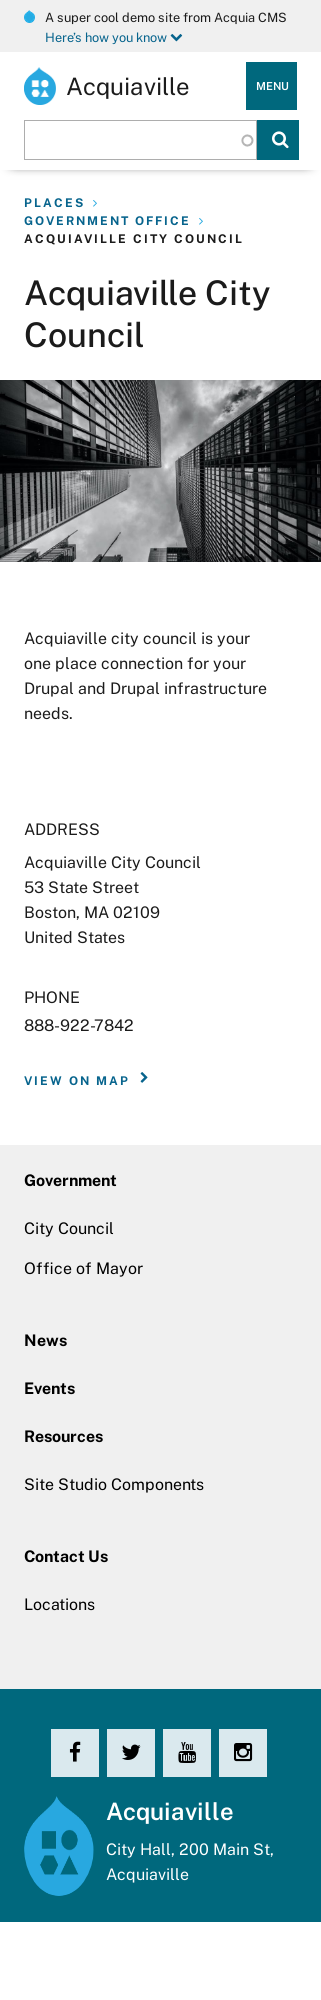 A super cool demo site from Acquia CMS
Here's how you know
Acquiaville
MENU
PLACES
GOVERNMENT OFFICE
ACQUIAVILLE CITY COUNCIL
Acquiaville City
Council
Acquiaville city council is your
one place connection for your
Drupal and Drupal infrastructure
needs.
ADDRESS
Acquiaville City Council
53 State Street
Boston, MA 02109
United States
PHONE
888-922-7842
VIEW ON MAP
Government
City Council
Office of Mayor
News
Events
Resources
Site Studio Components
Contact Us
Locations
You
Tube
Acquiaville
City Hall, 200 Main St,
Acquiaville